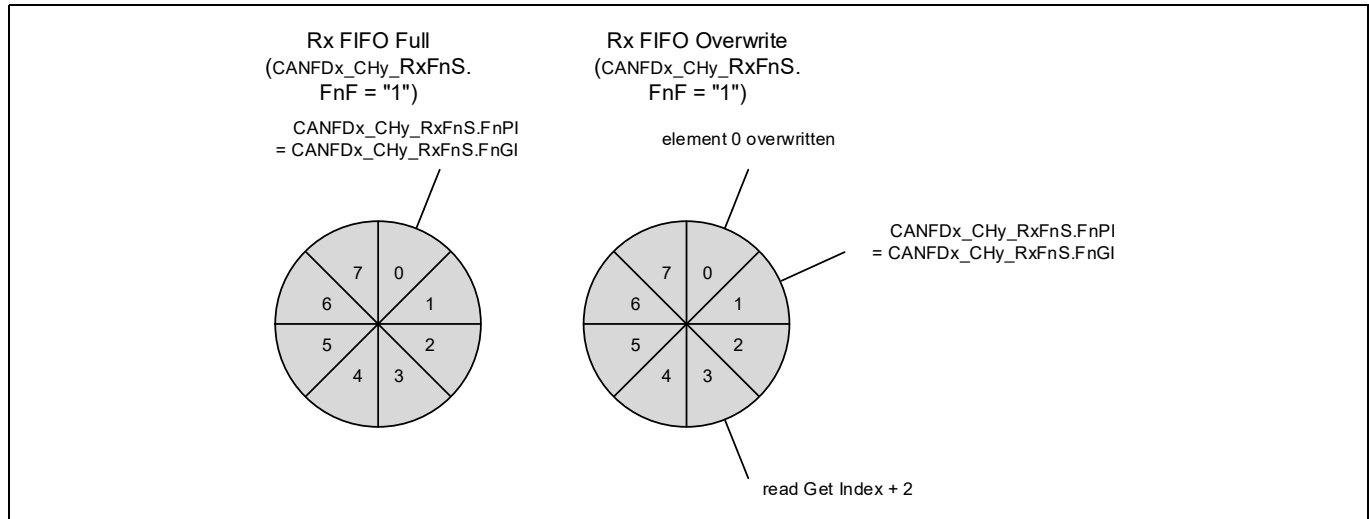 Rx FIFO Full
(CANFDx_CHy_RxFnS.
FnF = "1")
CANFDx_CHy_RxFnS.FnPI
= CANFDx_CHy_RxFnS.FnGI
7 0
6 1
5 2
4 3
Rx FIFO Overwrite
(CANFDx_CHy_RxFnS.
FnF = "1")
element 0 overwritten
CANFDx_CHy_RxFnS.FnPI
= CANFDx_CHy_RxFnS.FnGI
7 0
6 1
5 2
4 3
read Get Index + 2